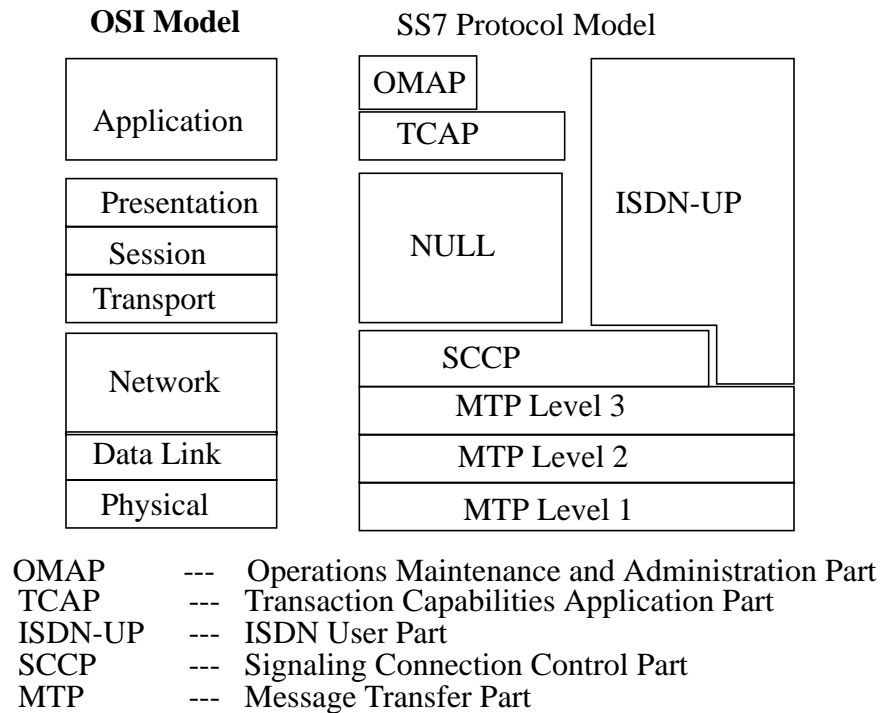 OSI Model
SS7 Protocol Model
Application
OMAP
TCAP
ISDN-UP
Presentation
Session
Transport
NULL
Network
SCCP
MTP Level 3
Data Link
MTP Level 2
Physical
MTP Level 1
OMAP --- Operations Maintenance and Administration Part
TCAP --- Transaction Capabilities Application Part
ISDN-UP --- ISDN User Part
SCCP --- Signaling Connection Control Part
MTP --- Message Transfer Part